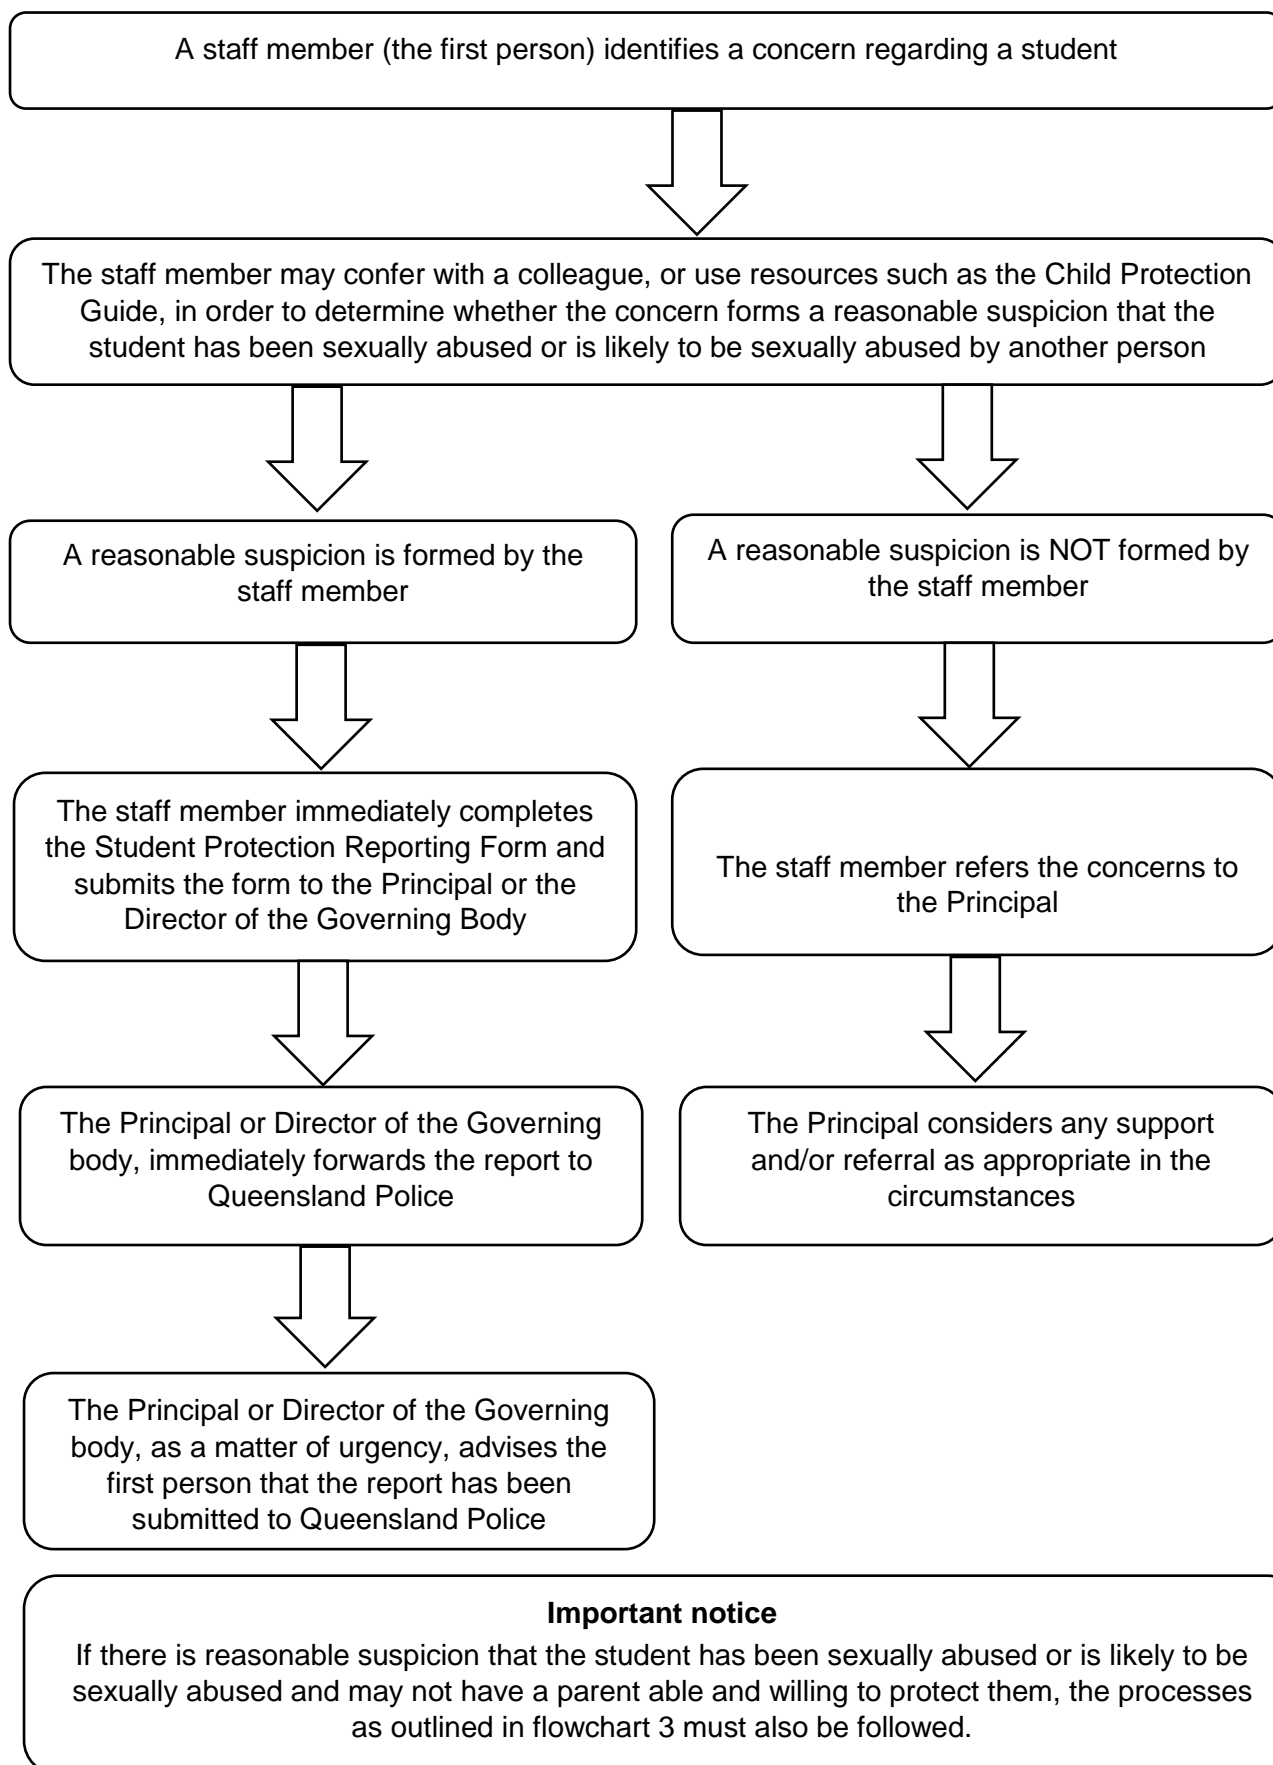 A staff member (the first person) identifies a concern regarding a student
The staff member may confer with a colleague, or use resources such as the Child Protection
Guide, in order to determine whether the concern forms a reasonable suspicion that the
student has been sexually abused or is likely to be sexually abused by another person
A reasonable suspicion is formed by the
staff member
A reasonable suspicion is NOT formed by
the staff member
The staff member immediately completes
the Student Protection Reporting Form and
submits the form to the Principal or the
Director of the Governing Body
The staff member refers the concerns to
the Principal
The Principal or Director of the Governing
body, immediately forwards the report to
Queensland Police
The Principal considers any support
and/or referral as appropriate in the
circumstances
The Principal or Director of the Governing
body, as a matter of urgency, advises the
first person that the report has been
submitted to Queensland Police
Important notice
If there is reasonable suspicion that the student has been sexually abused or is likely to be
sexually abused and may not have a parent able and willing to protect them, the processes
as outlined in flowchart 3 must also be followed.